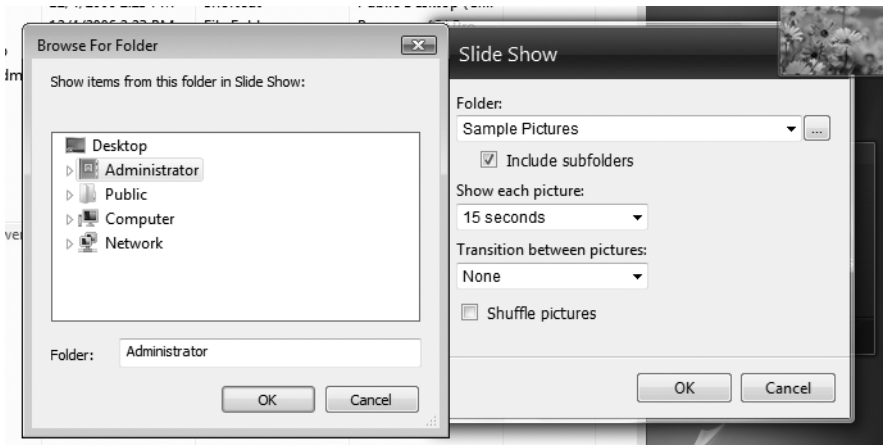 Browse For Folder
Show items from this folder in Slide Show:
Desktop
Administrator
Public
Computer
Network
Folder: Administrator
OK Cancel
Slide Show
Folder:
Sample Pictures ...
Include subfolders
Show each picture:
15 seconds
Transition between pictures:
None
Shuffle pictures
OK Cancel